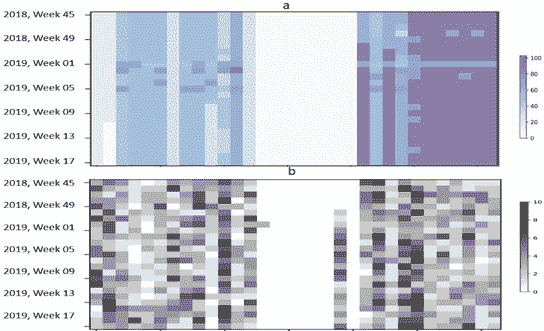 a
2018, Week 45
2018, Week 49
2019, Week 01
2019, Week 05
2019, Week 09
2019, Week 13
2019, Week 17
100
80
60
40
20
0
b
2018, Week 45
2018, Week 49
2019, Week 01
2019, Week 05
2019, Week 09
2019, Week 13
2019, Week 17
10
8
6
4
2
0